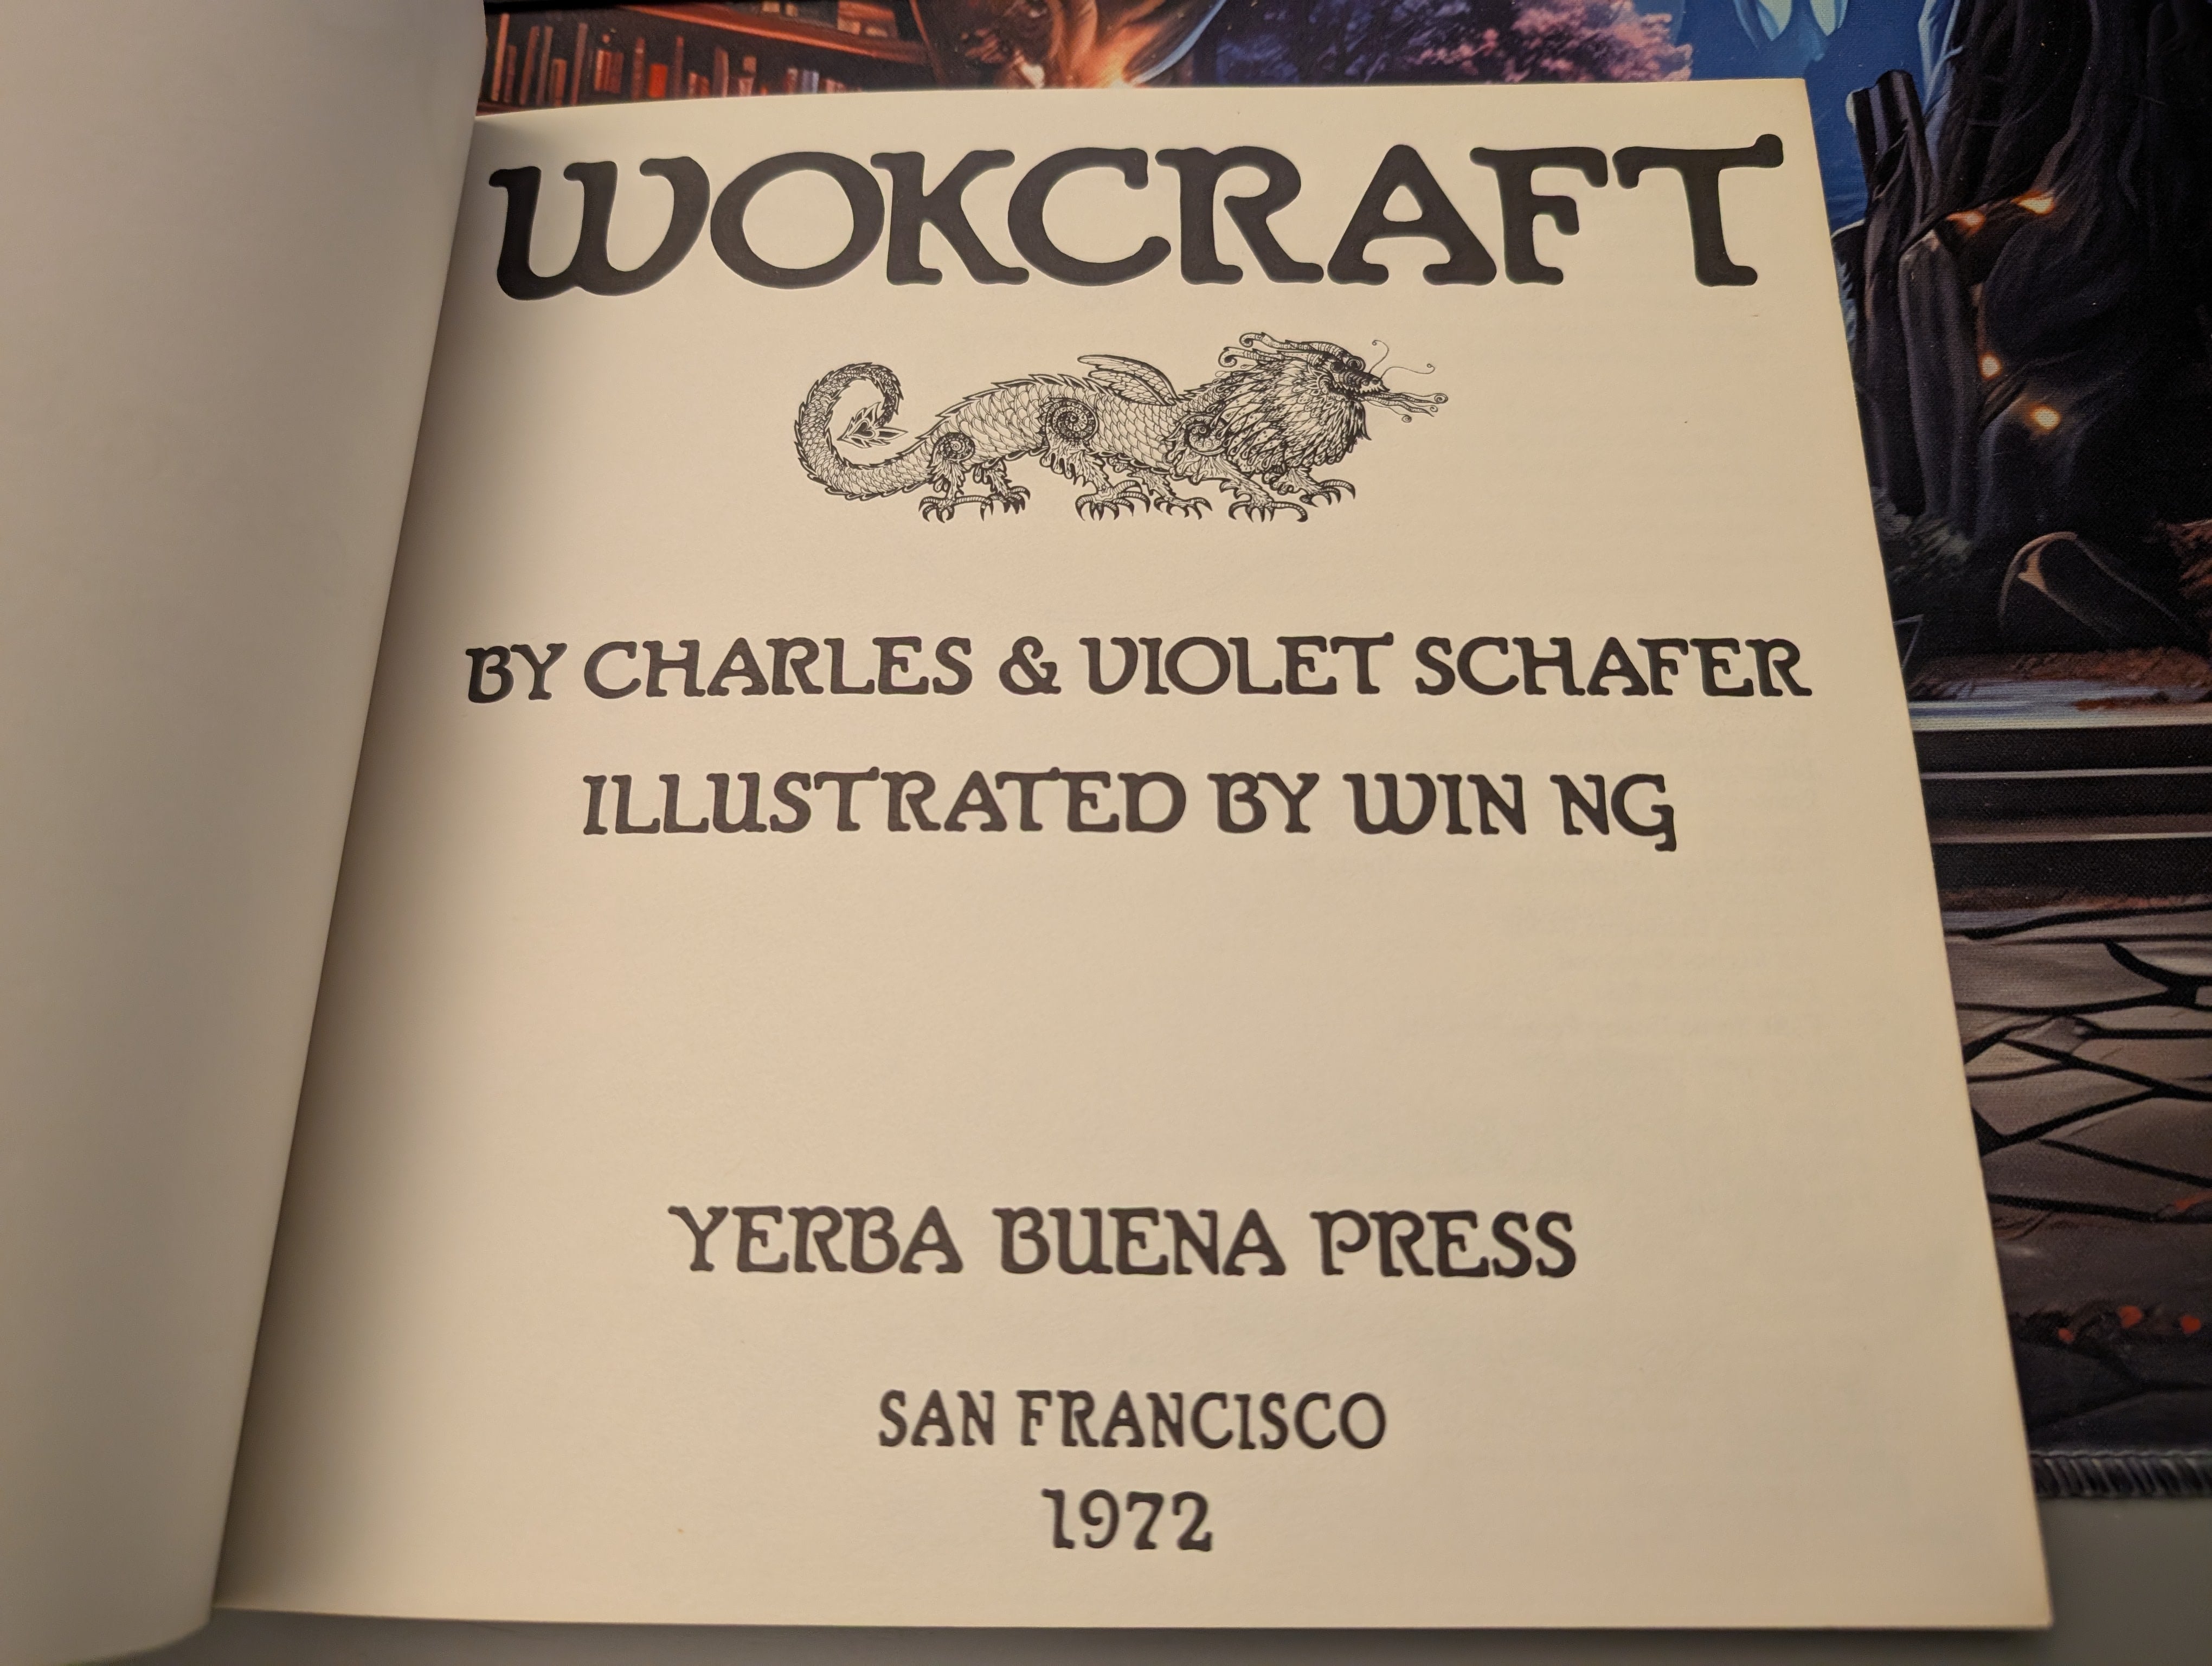 WOKCRAFT
BY CHARLES & VIOLET SCHAFER
ILLUSTRATED BY WIN NG
YERBA BUENA PRESS
SAN FRANCISCO
1972